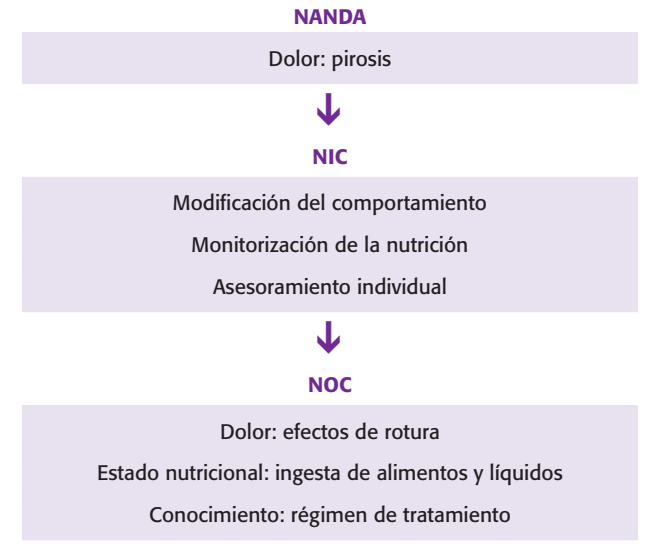 NANDA
Dolor: pirosis
NIC
Modificación del comportamiento
Monitorización de la nutrición
Asesoramiento individual
NOC
Dolor: efectos de rotura
Estado nutricional: ingesta de alimentos y líquidos
Conocimiento: régimen de tratamiento